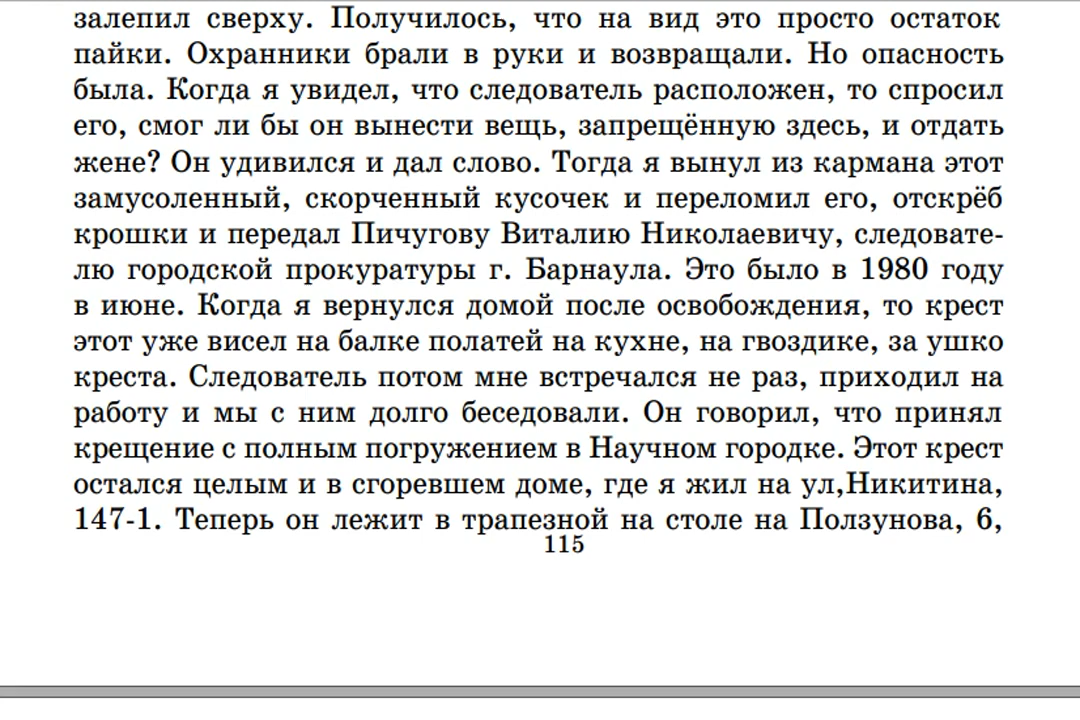 залепил сверху. Получилось, что на вид это просто остаток
пайки. Охранники брали в руки и возвращали. Но опасность
была. Когда я увидел, что следователь расположен, то спросил
его, смог ли бы он вынести вещь, запрещённую здесь, и отдать
жене? Он удивился и дал слово. Тогда я вынул из кармана этот
замусоленный, скорченный кусочек и переломил его, отскрёб
крошки и передал Пичугову Виталию Николаевичу, следовате-
лю городской прокуратуры г. Барнаула. Это было в 1980 году
в июне. Когда я вернулся домой после освобождения, то крест
этот уже висел на балке полатей на кухне, на гвоздике, за ушко
креста. Следователь потом мне встречался не раз, приходил на
работу и мы с ним долго беседовали. Он говорил, что принял
крещение с полным погружением в Научном городке. Этот крест
остался целым и в сгоревшем доме, где я жил на ул,Никитина,
147-1. Теперь он лежит в трапезной на столе на Ползунова, 6,
115